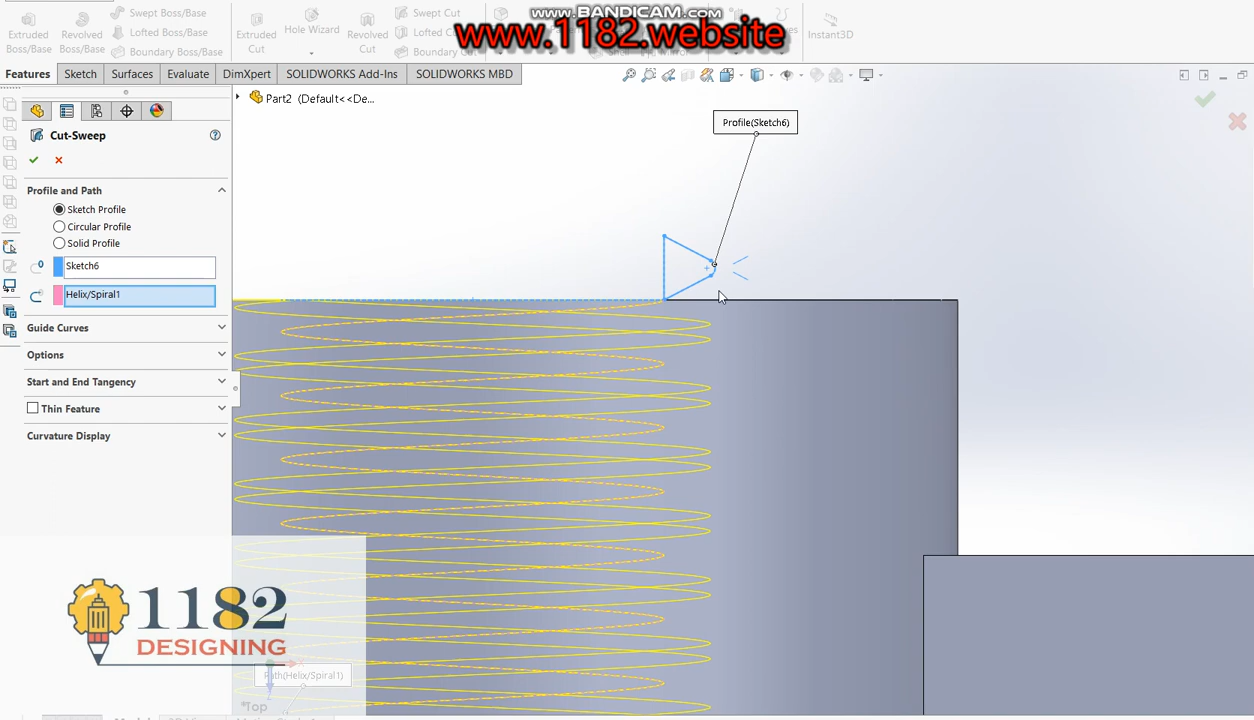 www.BANDICAM.com
www.1182.website
Extruded Boss/Base
Revolved Boss/Base
Swept Boss/Base
Lofted Boss/Base
Boundary Boss/Base
Extruded Cut
Hole Wizard
Revolved Cut
Swept Cut
Lofted
Boundary
Instant3D
Features
Sketch
Surfaces
Evaluate
DimXpert
SOLIDWORKS Add-Ins
SOLIDWORKS MBD
Part2 (Default<<De...
Cut-Sweep
Profile and Path
Sketch Profile
Circular Profile
Solid Profile
Sketch6
Helix/Spiral1
Guide Curves
Options
Start and End Tangency
Thin Feature
Curvature Display
Profile(Sketch6)
1182
DESIGNING
Path(Helix/Spiral1)
*Top